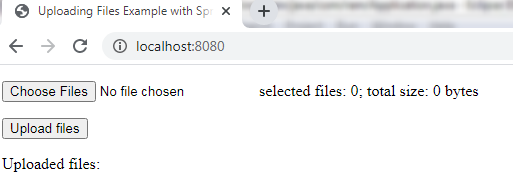 Uploading Files Example with Spr
localhost:8080
Choose Files No file chosen selected files: 0; total size: 0 bytes
Upload files
Uploaded files: